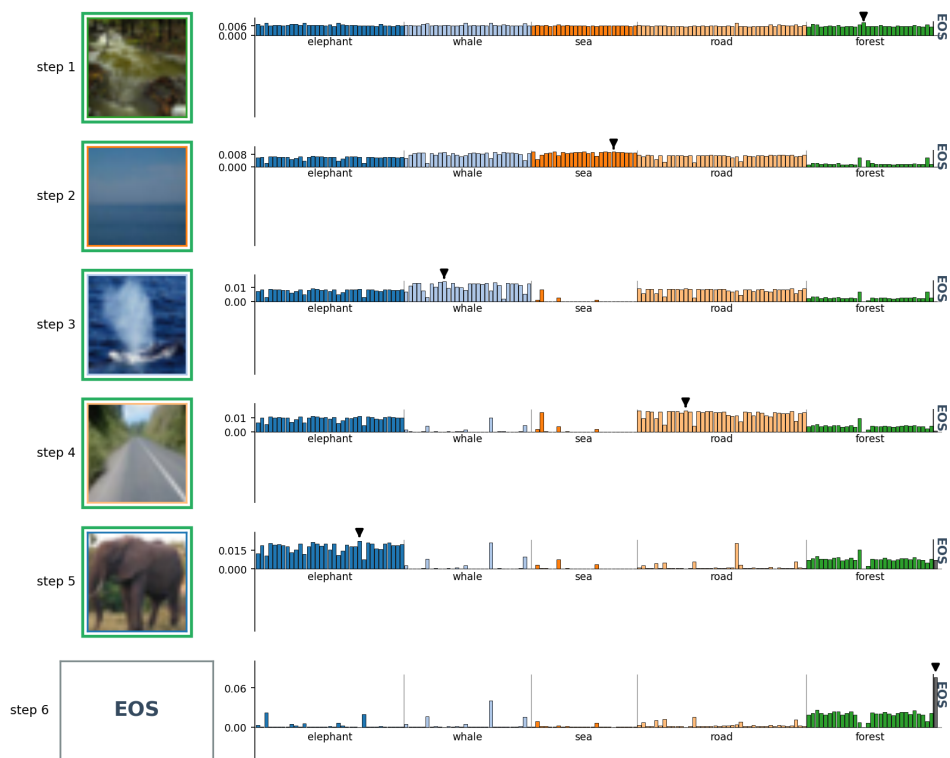 0.006
0.000
elephant whale sea road forest
EOS
step 1
0.008
0.000
elephant whale sea road forest
EOS
step 2
0.01
0.00
elephant whale sea road forest
EOS
step 3
0.01
0.00
elephant whale sea road forest
EOS
step 4
0.015
0.000
elephant whale sea road forest
EOS
step 5
0.06
0.00
elephant whale sea road forest
EOS
step 6
EOS